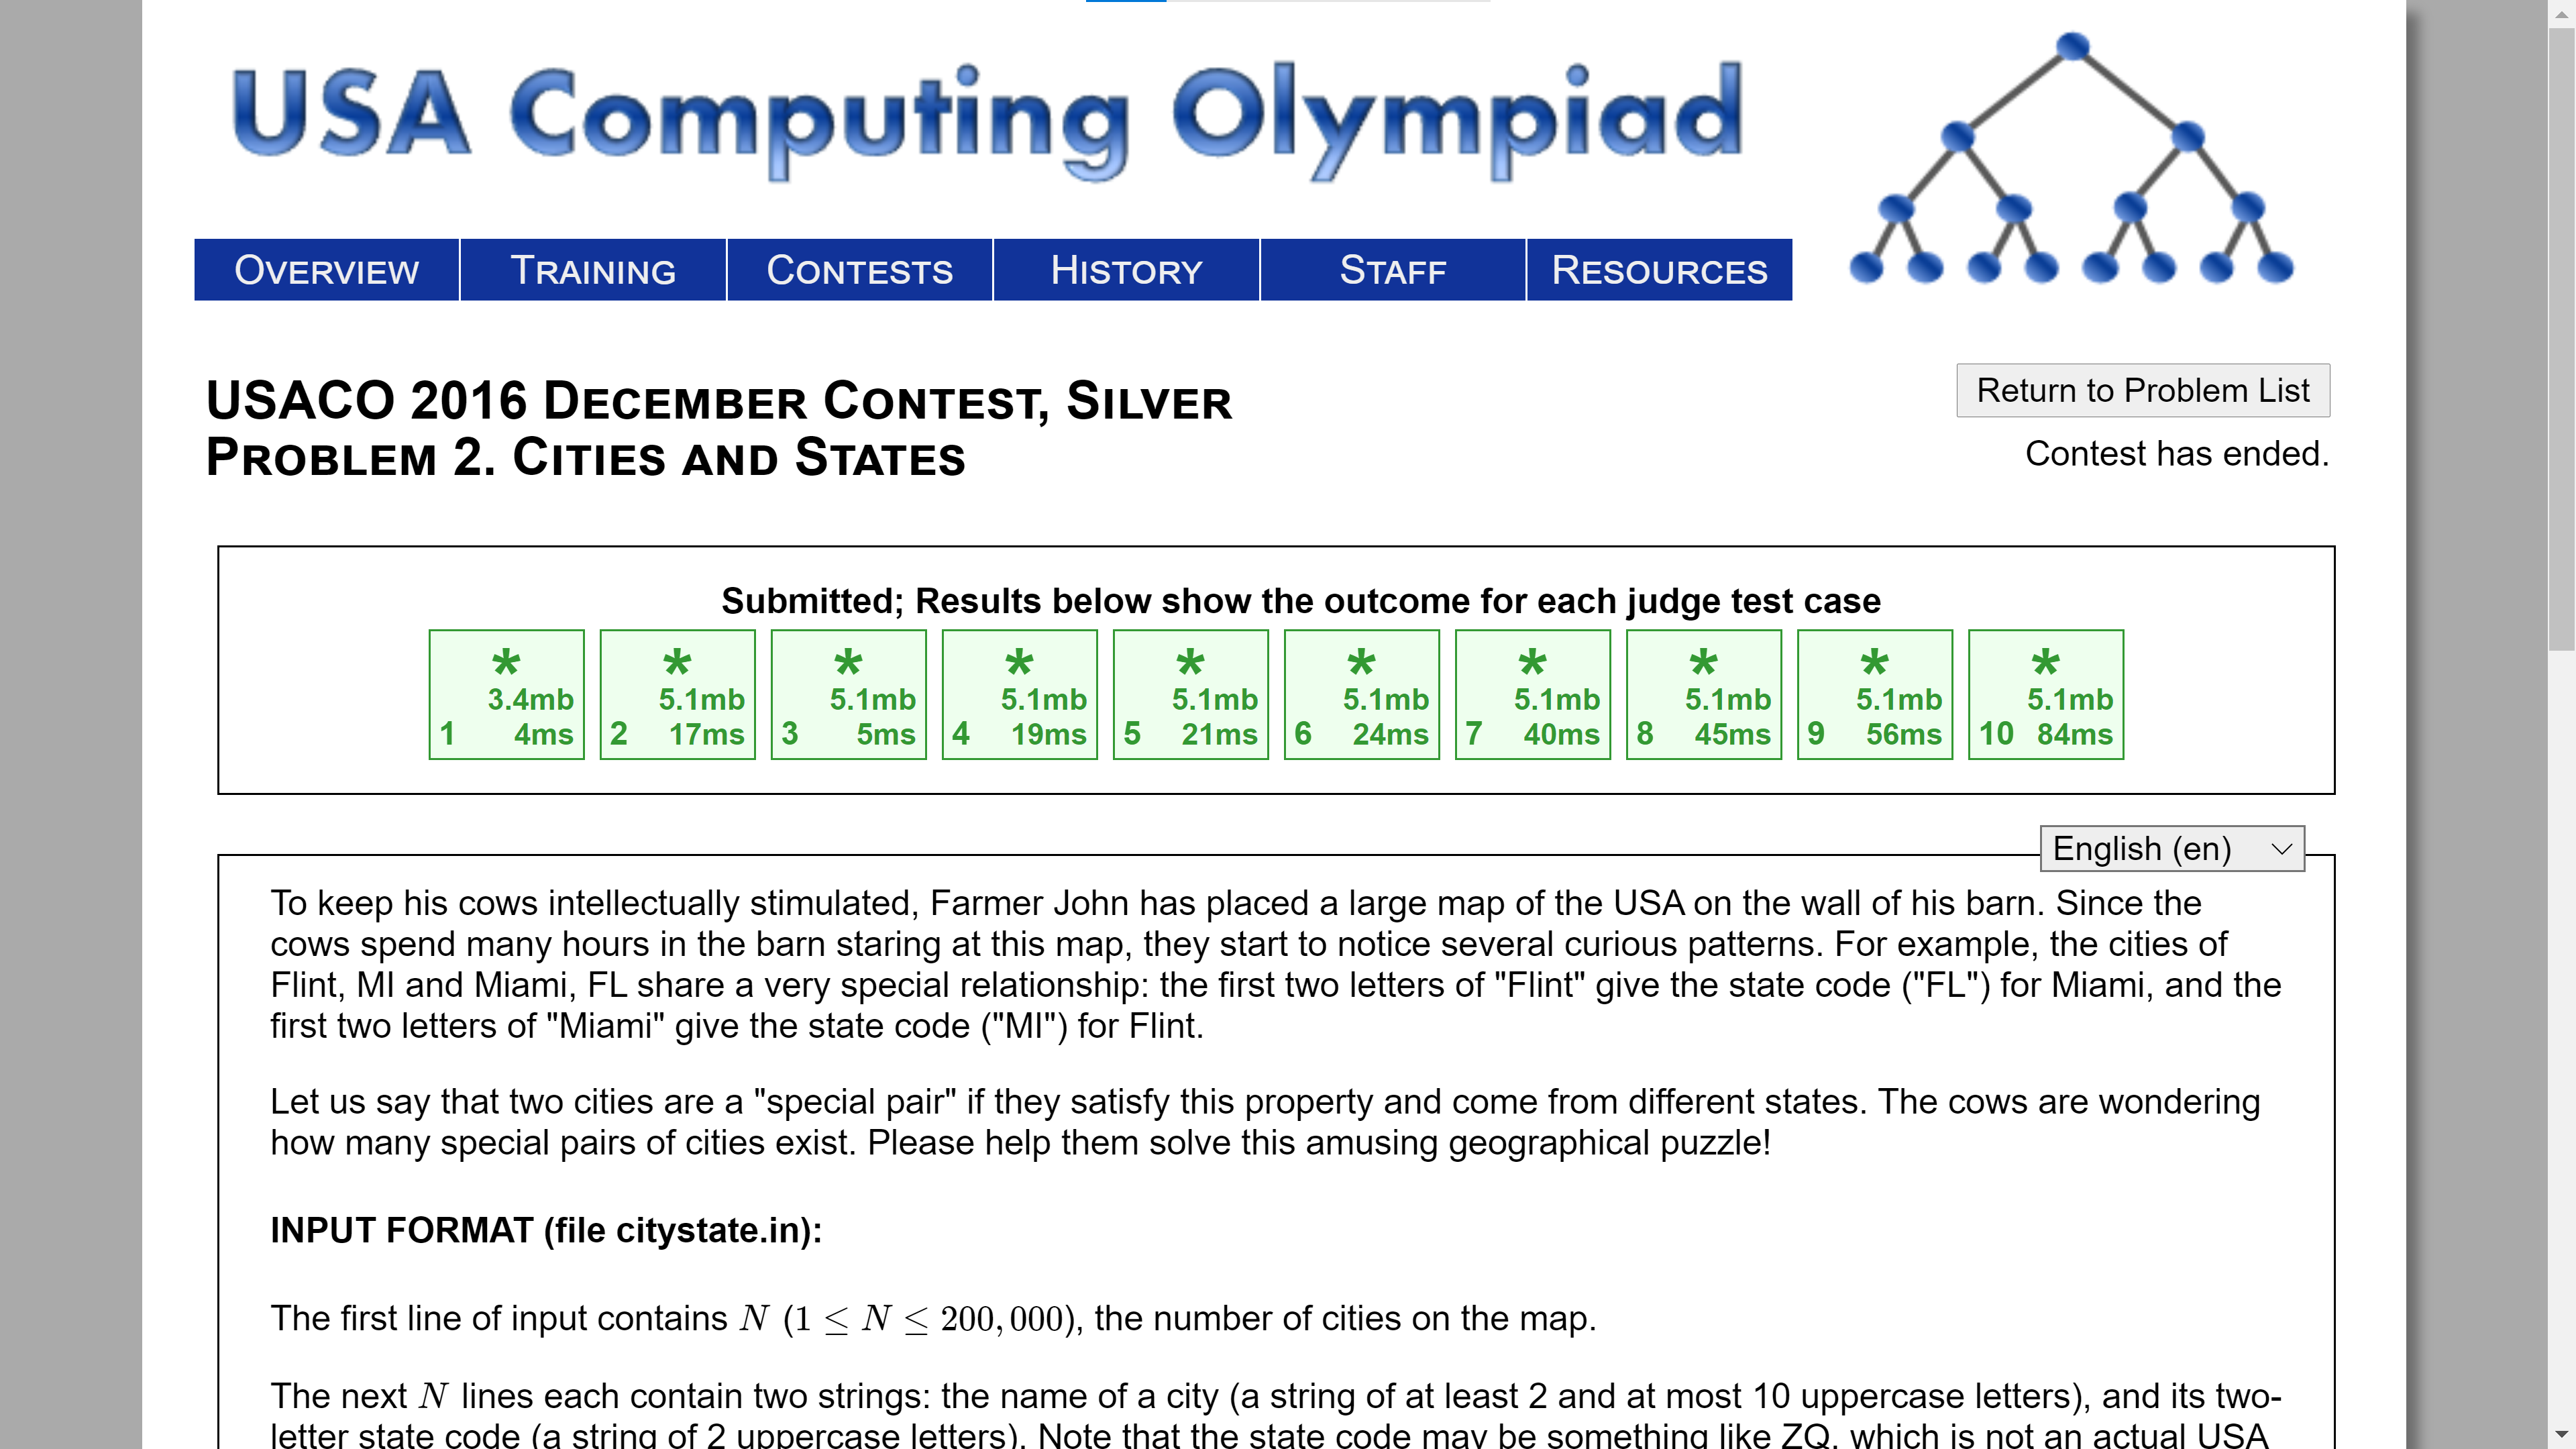 USA Computing Olympiad
OVERVIEW TRAINING CONTESTS HISTORY STAFF RESOURCES
USACO 2016 DECEMBER CONTEST, SILVER
PROBLEM 2. CITIES AND STATES
Return to Problem List
Contest has ended.
Submitted; Results below show the outcome for each judge test case
* * * * * * * * * *
3.4mb 5.1mb 5.1mb 5.1mb 5.1mb 5.1mb 5.1mb 5.1mb 5.1mb 5.1mb
1 4ms 2 17ms 3 5ms 4 19ms 5 21ms 6 24ms 7 40ms 8 45ms 9 56ms 10 84ms
English (en)
To keep his cows intellectually stimulated, Farmer John has placed a large map of the USA on the wall of his barn. Since the
cows spend many hours in the barn staring at this map, they start to notice several curious patterns. For example, the cities of
Flint, MI and Miami, FL share a very special relationship: the first two letters of "Flint" give the state code ("FL") for Miami, and the
first two letters of "Miami" give the state code ("MI") for Flint.
Let us say that two cities are a "special pair" if they satisfy this property and come from different states. The cows are wondering
how many special pairs of cities exist. Please help them solve this amusing geographical puzzle!
INPUT FORMAT (file citystate.in):
The first line of input contains N (1 ≤ N ≤ 200,000), the number of cities on the map.
The next N lines each contain two strings: the name of a city (a string of at least 2 and at most 10 uppercase letters), and its two-
letter state code (a string of 2 uppercase letters). Note that the state code may be something like ZQ, which is not an actual USA